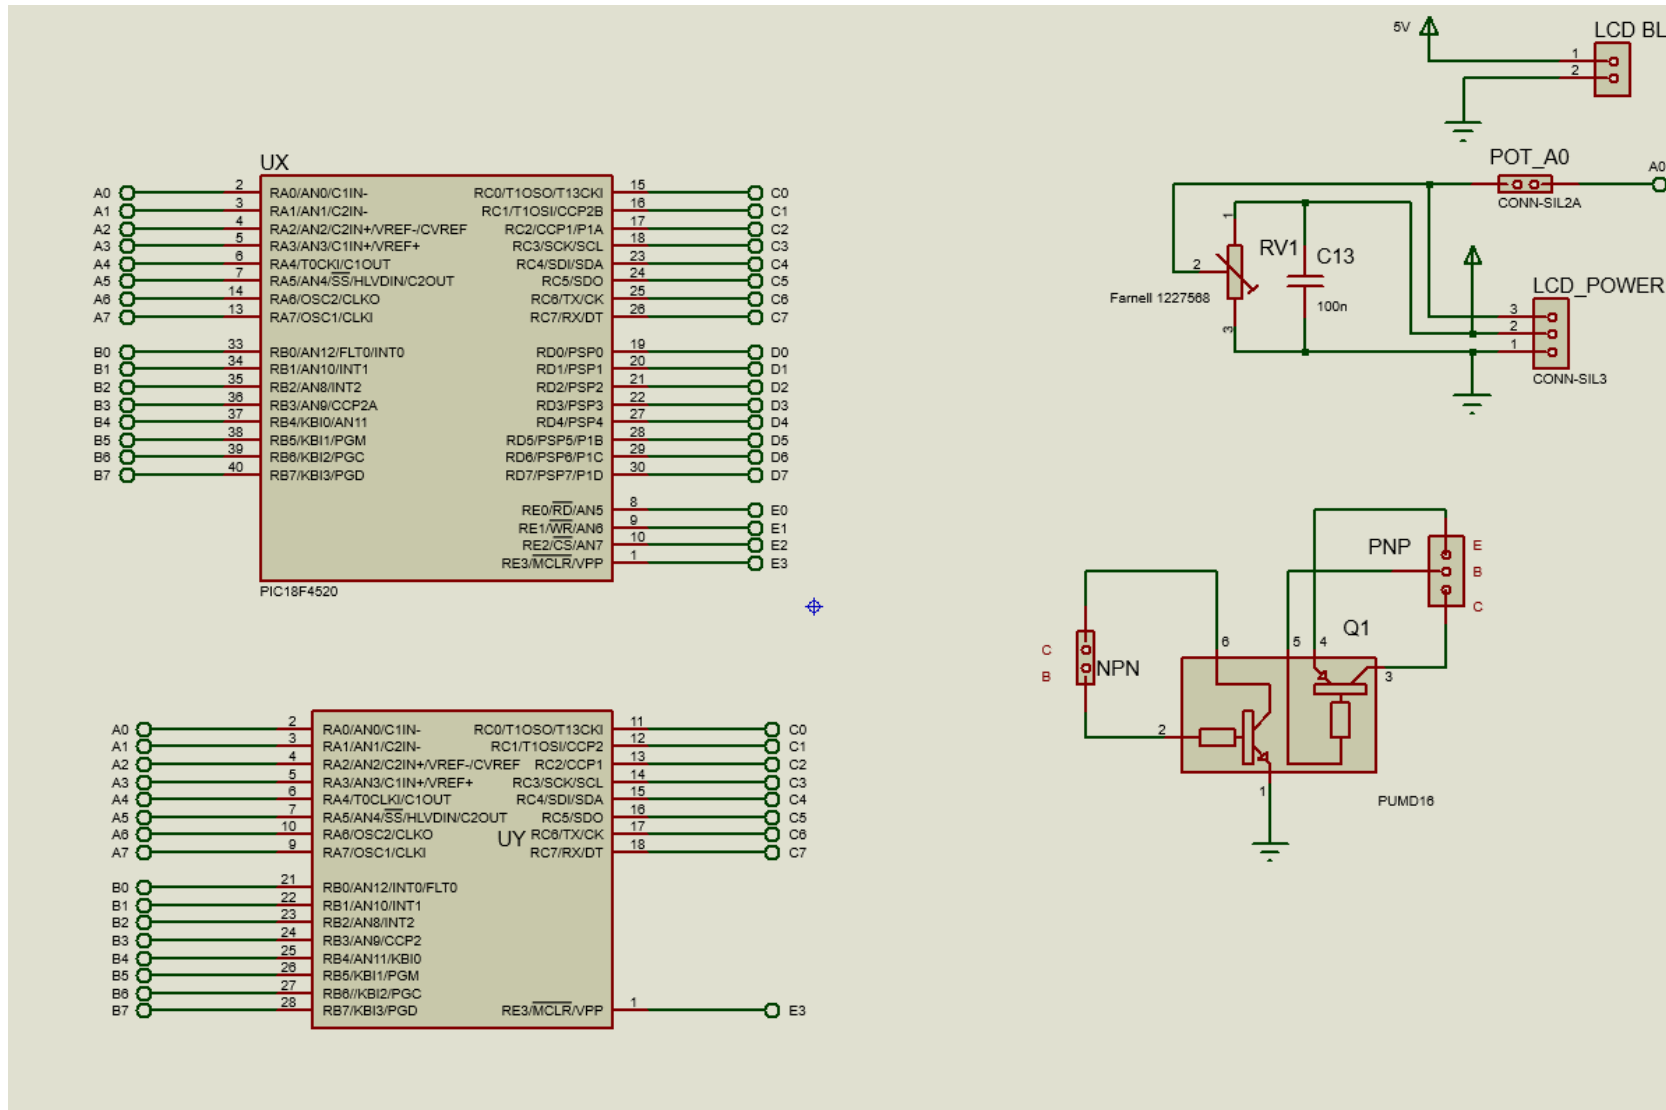 5V
LCD BL
1
2
POT_A0
A0
CONN-SIL2A
1
2
3
RV1
Farnell 1227568
C13
100n
LCD_POWER
3
2
1
CONN-SIL3
UX
A0 2 RA0/AN0/C1IN- RC0/T1OSO/T13CKI 15 C0
A1 3 RA1/AN1/C2IN- RC1/T1OSI/CCP2B 16 C1
A2 4 RA2/AN2/C2IN+/VREF-/CVREF RC2/CCP1/P1A 17 C2
A3 5 RA3/AN3/C1IN+/VREF+ RC3/SCK/SCL 18 C3
A4 6 RA4/T0CKI/C1OUT RC4/SDI/SDA 23 C4
A5 7 RA5/AN4/SS/HLVDIN/C2OUT RC5/SDO 24 C5
A6 14 RA6/OSC2/CLKO RC6/TX/CK 25 C6
A7 13 RA7/OSC1/CLKI RC7/RX/DT 26 C7
B0 33 RB0/AN12/FLT0/INT0 RD0/PSP0 19 D0
B1 34 RB1/AN10/INT1 RD1/PSP1 20 D1
B2 35 RB2/AN8/INT2 RD2/PSP2 21 D2
B3 36 RB3/AN9/CCP2A RD3/PSP3 22 D3
B4 37 RB4/KBI0/AN11 RD4/PSP4 27 D4
B5 38 RB5/KBI1/PGM RD5/PSP5/P1B 28 D5
B6 39 RB6/KBI2/PGC RD6/PSP6/P1C 29 D6
B7 40 RB7/KBI3/PGD RD7/PSP7/P1D 30 D7
RE0/RD/AN5 8 E0
RE1/WR/AN6 9 E1
RE2/CS/AN7 10 E2
RE3/MCLR/VPP 1 E3
PIC18F4520
PNP
E
B
C
C
B
NPN
Q1
6
5
4
3
2
1
PUMD16
UY
A0 2 RA0/AN0/C1IN- RC0/T1OSO/T13CKI 11 C0
A1 3 RA1/AN1/C2IN- RC1/T1OSI/CCP2 12 C1
A2 4 RA2/AN2/C2IN+/VREF-/CVREF RC2/CCP1 13 C2
A3 5 RA3/AN3/C1IN+/VREF+ RC3/SCK/SCL 14 C3
A4 6 RA4/T0CLKI/C1OUT RC4/SDI/SDA 15 C4
A5 7 RA5/AN4/SS/HLVDIN/C2OUT RC5/SDO 16 C5
A6 10 RA6/OSC2/CLKO RC6/TX/CK 17 C6
A7 9 RA7/OSC1/CLKI RC7/RX/DT 18 C7
B0 21 RB0/AN12/INT0/FLT0
B1 22 RB1/AN10/INT1
B2 23 RB2/AN8/INT2
B3 24 RB3/AN9/CCP2
B4 25 RB4/AN11/KBI0
B5 26 RB5/KBI1/PGM
B6 27 RB6//KBI2/PGC
B7 28 RB7/KBI3/PGD RE3/MCLR/VPP 1 E3